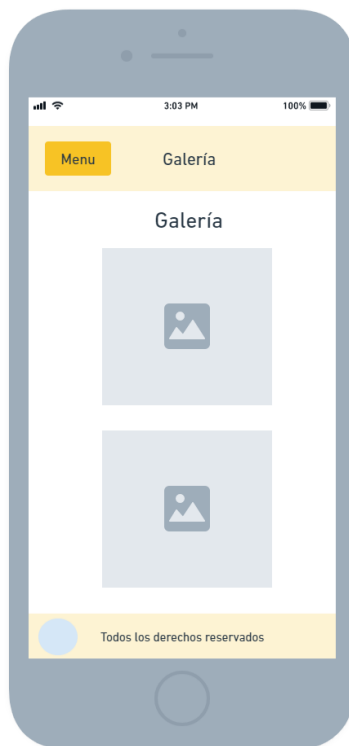 3:03 PM
100%
Menu
Galería
Galería
Todos los derechos reservados